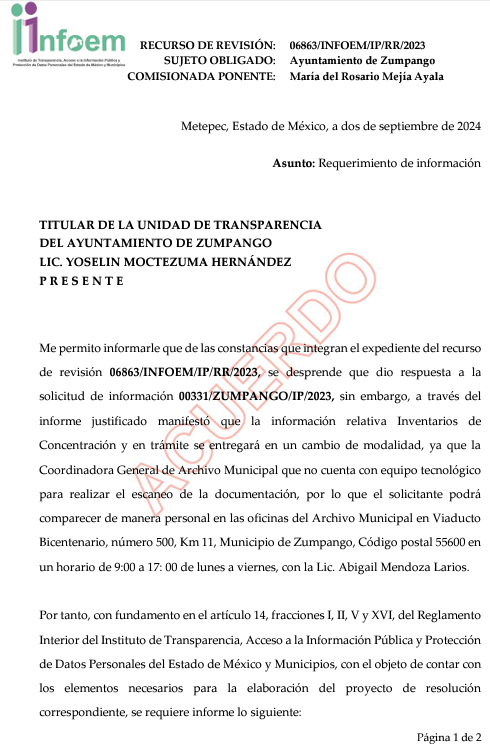 infoem
Instituto de Transparencia, Acceso a la Información Pública y
Protección de Datos Personales del Estado de México y Municipios
RECURSO DE REVISIÓN: 06863/INFOEM/IP/RR/2023
SUJETO OBLIGADO: Ayuntamiento de Zumpango
COMISIONADA PONENTE: María del Rosario Mejía Ayala
Metepec, Estado de México, a dos de septiembre de 2024
Asunto: Requerimiento de información
TITULAR DE LA UNIDAD DE TRANSPARENCIA
DEL AYUNTAMIENTO DE ZUMPANGO
LIC. YOSELIN MOCTEZUMA HERNÁNDEZ
P R E S E N T E
ACUERDO
Me permito informarle que de las constancias que integran el expediente del recurso
de revisión 06863/INFOEM/IP/RR/2023, se desprende que dio respuesta a la
solicitud de información 00331/ZUMPANGO/IP/2023, sin embargo, a través del
informe justificado manifestó que la información relativa Inventarios de
Concentración y en trámite se entregará en un cambio de modalidad, ya que la
Coordinadora General de Archivo Municipal que no cuenta con equipo tecnológico
para realizar el escaneo de la documentación, por lo que el solicitante podrá
comparecer de manera personal en las oficinas del Archivo Municipal en Viaducto
Bicentenario, número 500, Km 11, Municipio de Zumpango, Código postal 55600 en
un horario de 9:00 a 17: 00 de lunes a viernes, con la Lic. Abigail Mendoza Larios.
Por tanto, con fundamento en el artículo 14, fracciones I, II, V y XVI, del Reglamento
Interior del Instituto de Transparencia, Acceso a la Información Pública y Protección
de Datos Personales del Estado de México y Municipios, con el objeto de contar con
los elementos necesarios para la elaboración del proyecto de resolución
correspondiente, se requiere informe lo siguiente:
Página 1 de 2